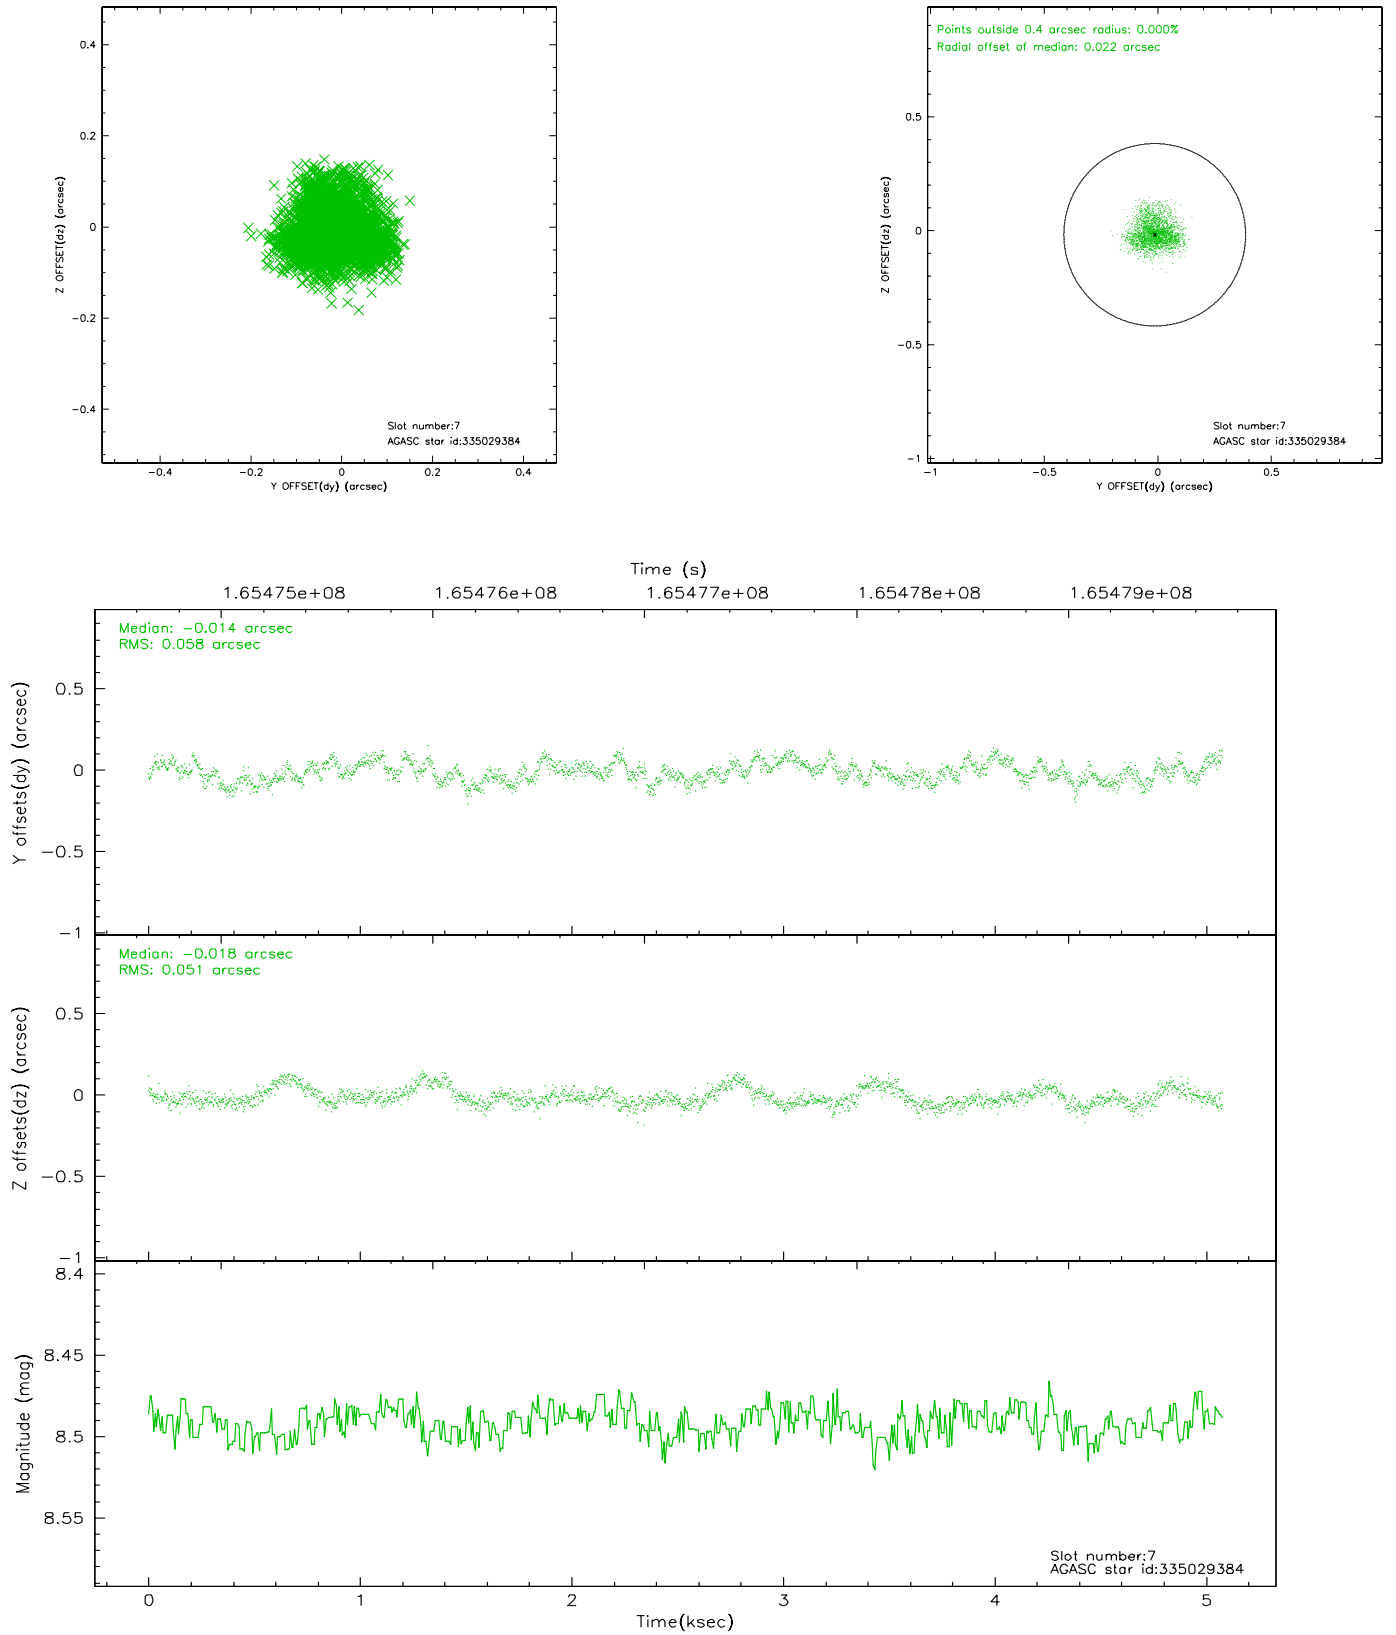 0.4
0.2
0
−0.2
−0.4
Z OFFSET(dz) (arcsec)
Slot number:7
AGASC star id:335029384
−0.4 −0.2 0 0.2 0.4
Y OFFSET(dy) (arcsec)
Points outside 0.4 arcsec radius: 0.000%
Radial offset of median: 0.022 arcsec
0.5
0
−0.5
−1
Z OFFSET(dz) (arcsec)
Slot number:7
AGASC star id:335029384
−1 −0.5 0 0.5
Y OFFSET(dy) (arcsec)
Time (s)
1.65475e+08 1.65476e+08 1.65477e+08 1.65478e+08 1.65479e+08
Median: −0.014 arcsec
RMS: 0.058 arcsec
0.5
0
−0.5
−1
Y offsets(dy) (arcsec)
Median: −0.018 arcsec
RMS: 0.051 arcsec
0.5
0
−0.5
−1
Z offsets(dz) (arcsec)
8.4
8.45
8.5
8.55
Magnitude (mag)
Slot number:7
AGASC star id:335029384
0 1 2 3 4 5
Time(ksec)